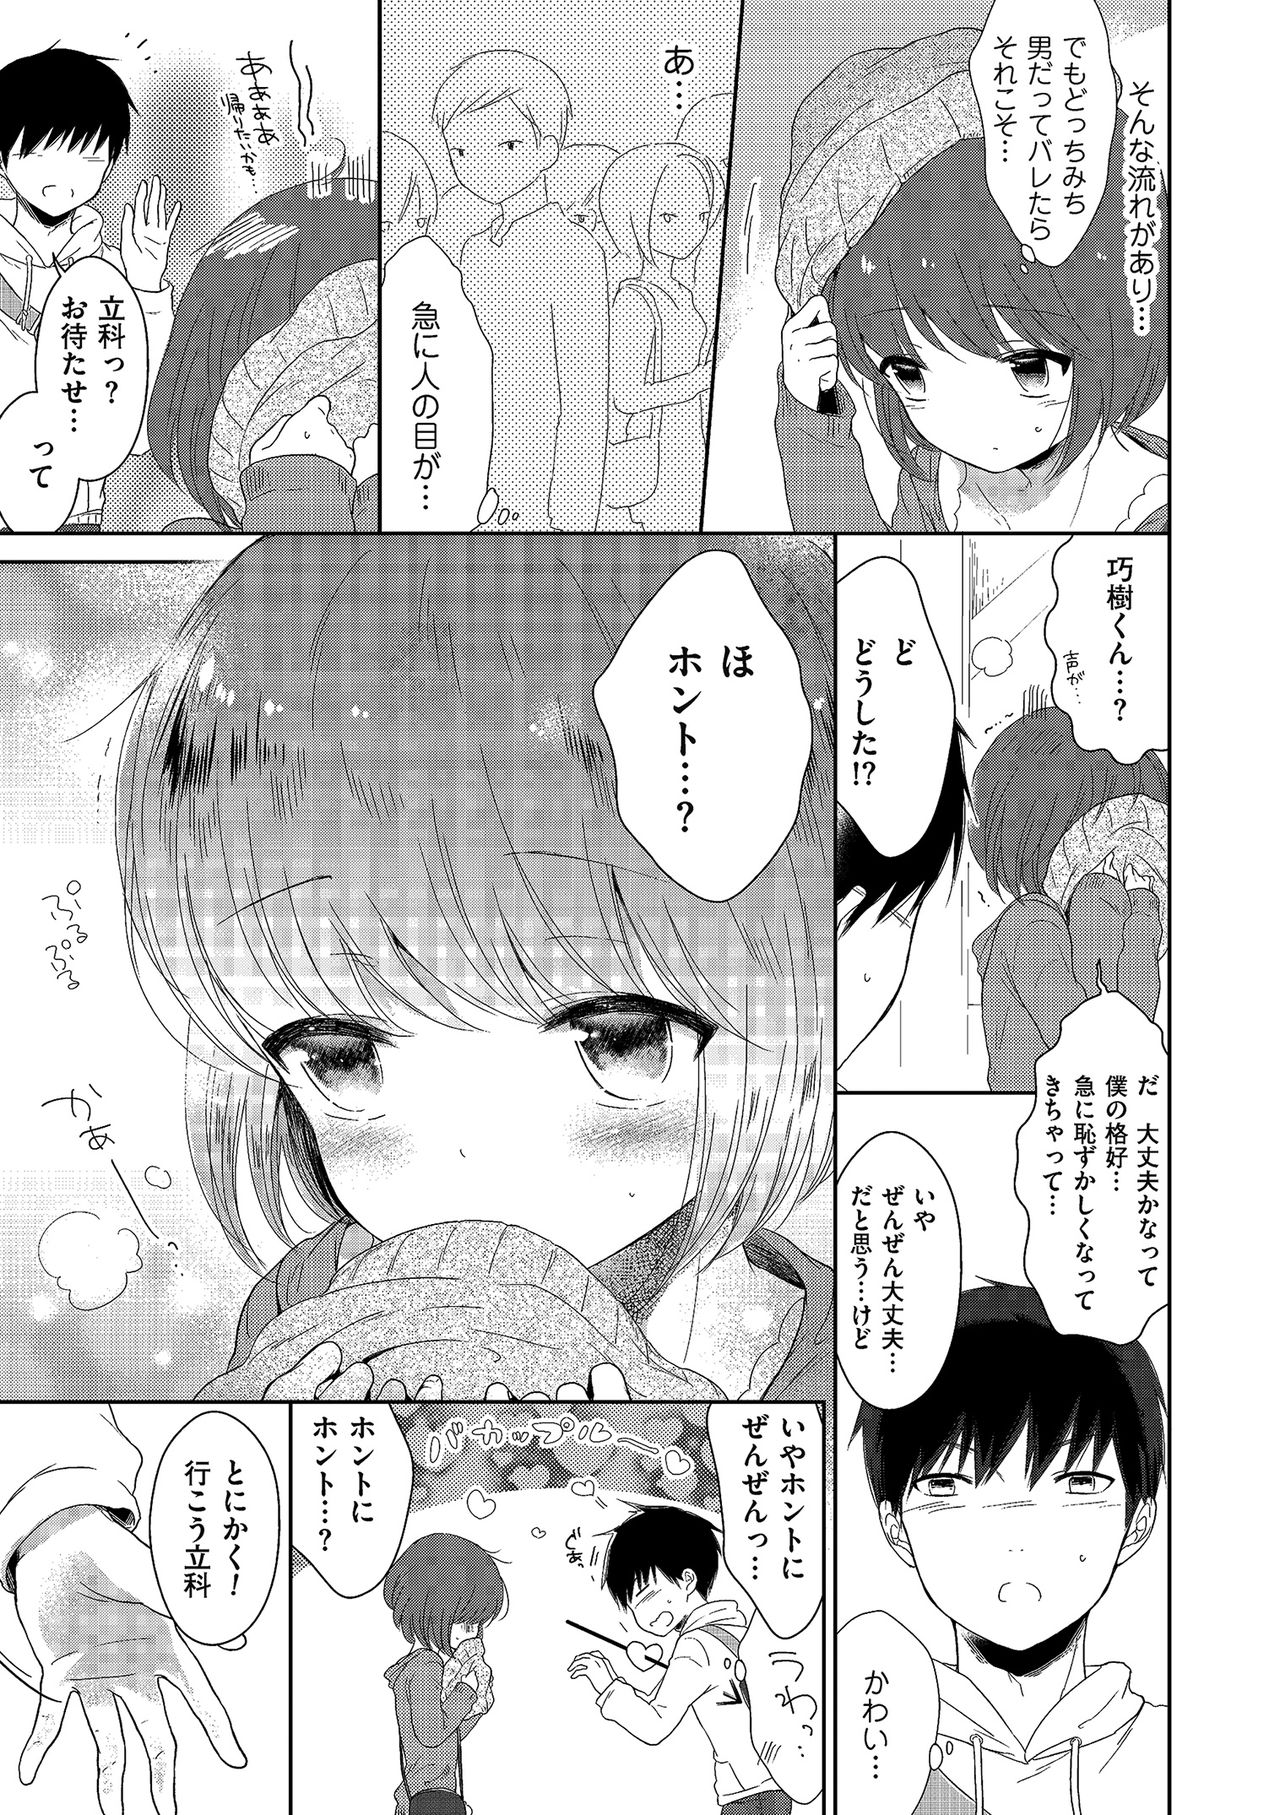 そんな流れがあり…
でもどっちみち
男だってバレたら
それこそ…
あ…
急に人の目が…
ああああ
帰りたいかも…
立科っ？
お待たせ…
って
巧樹くん…？
声が…
ど
どうした!?
だ　大丈夫かなって
僕の格好…
急に恥ずかしくなって
きちゃって…
ほ
ホント…？
ぷるぷる
かぁー
いや
ぜんぜん大丈夫…
だと思う…けど
かわい…
いやホントに
ぜんぜんっ…
うわっ
バカップルー
どあっ
ホントに
ホント…？
とにかく！
行こう立科